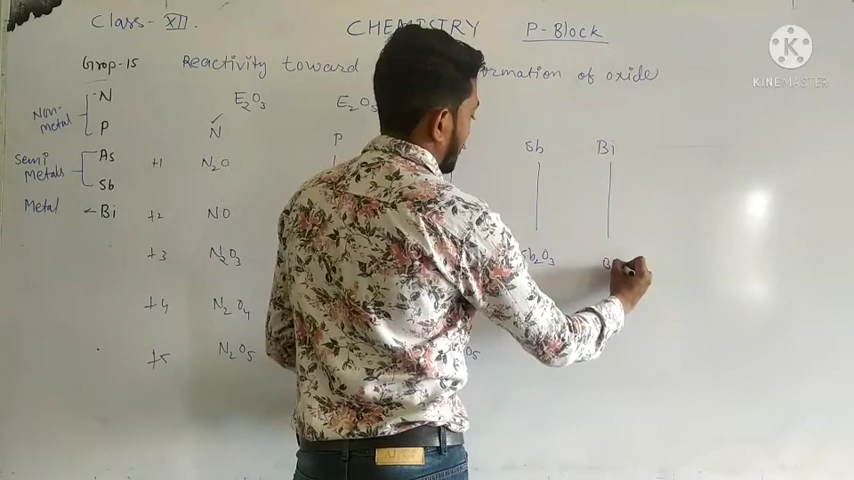 Class- XII. CHEMISTRY P-Block
Grop-15 Reactivity toward formation of oxide
KINEMASTER
Non-metal N E2O3 E2O5
P N P Sb Bi
Semi Metals As +1 N2O
Sb
Metal Bi +2 NO
+3 N2O3 Sb2O3 B
+4 N2O4
+5 N2O5 O5